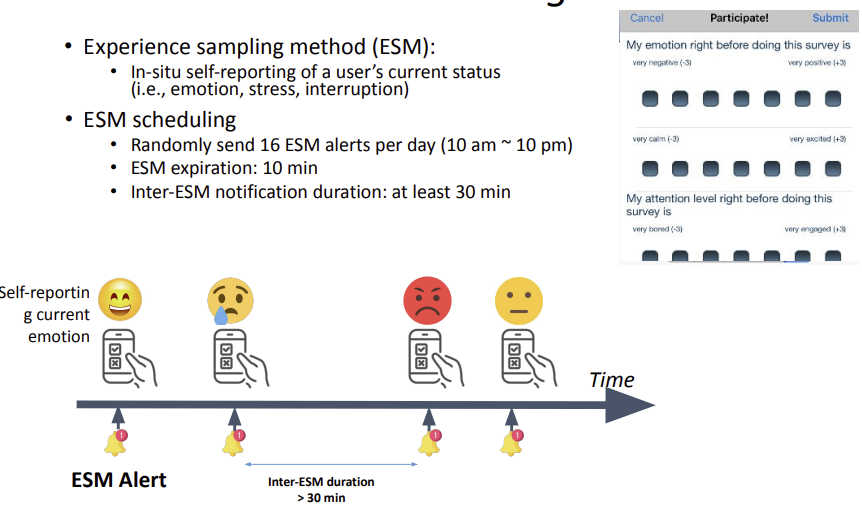 • Experience sampling method (ESM):
• In-situ self-reporting of a user's current status
(i.e., emotion, stress, interruption)
• ESM scheduling
• Randomly send 16 ESM alerts per day (10 am ~ 10 pm)
• ESM expiration: 10 min
• Inter-ESM notification duration: at least 30 min
Cancel Participate! Submit
My emotion right before doing this survey is
very negative (-3) very positive (+3)
very calm (-3) very excited (+3)
My attention level right before doing this
survey is
very bored (-3) very engaged (+3)
Self-reportin
g current
emotion
Time
ESM Alert
Inter-ESM duration
> 30 min